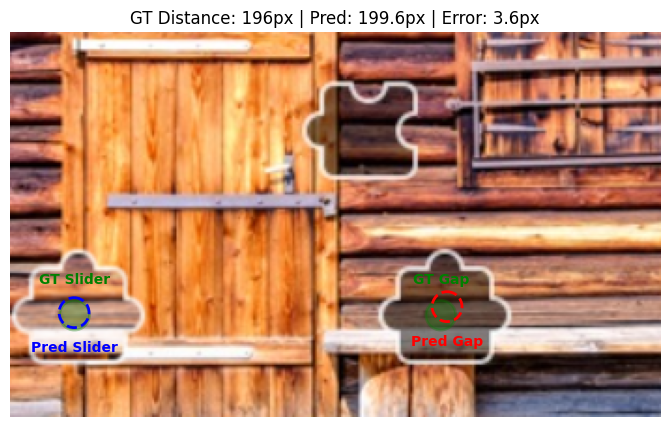 GT Distance: 196px | Pred: 199.6px | Error: 3.6px
GT Slider
GT Gap
Pred Slider
Pred Gap